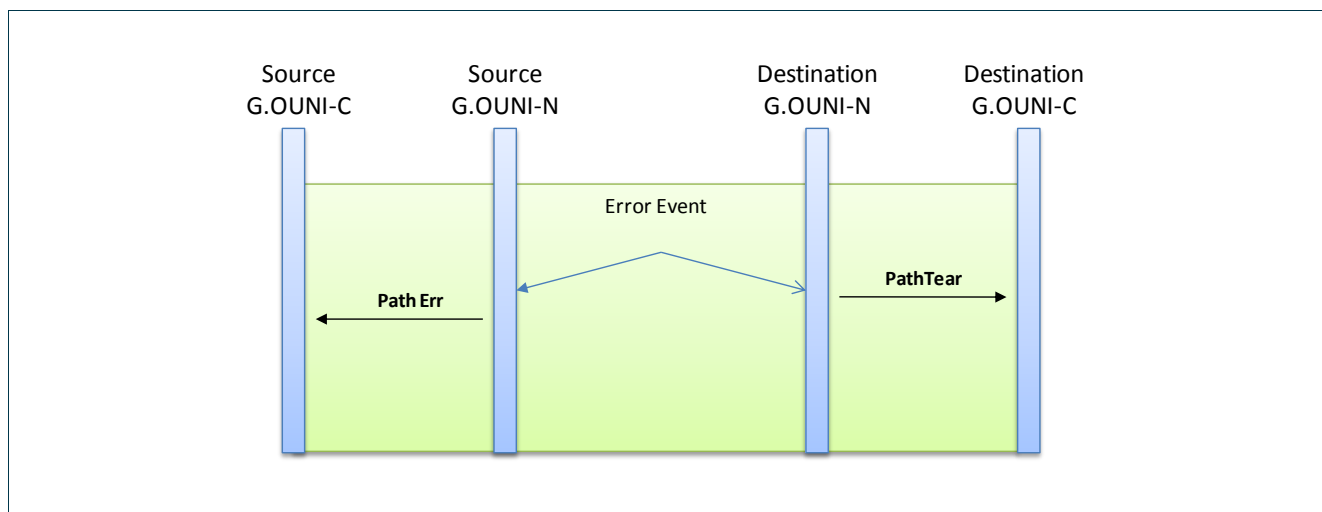 Source
G.OUNI-C
Source
G.OUNI-N
Destination
G.OUNI-N
Destination
G.OUNI-C
Error Event
PathTear
Path Err